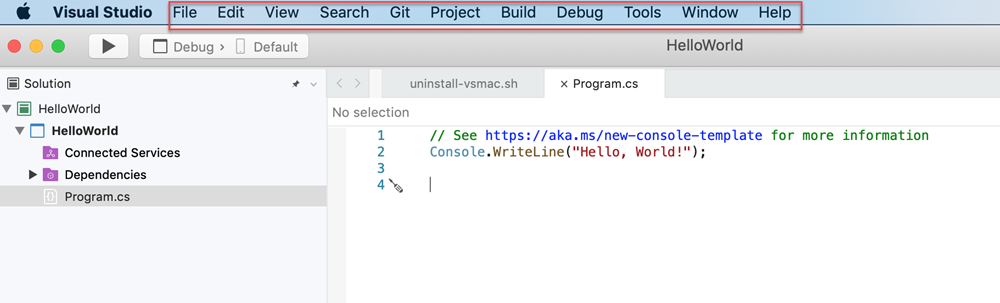 Visual Studio File Edit View Search Git Project Build Debug Tools Window Help
Debug › Default HelloWorld
Solution
uninstall-vsmac.sh × Program.cs
HelloWorld
No selection
HelloWorld
Connected Services
Dependencies
Program.cs
1 // See https://aka.ms/new-console-template for more information
2 Console.WriteLine("Hello, World!");
3
4